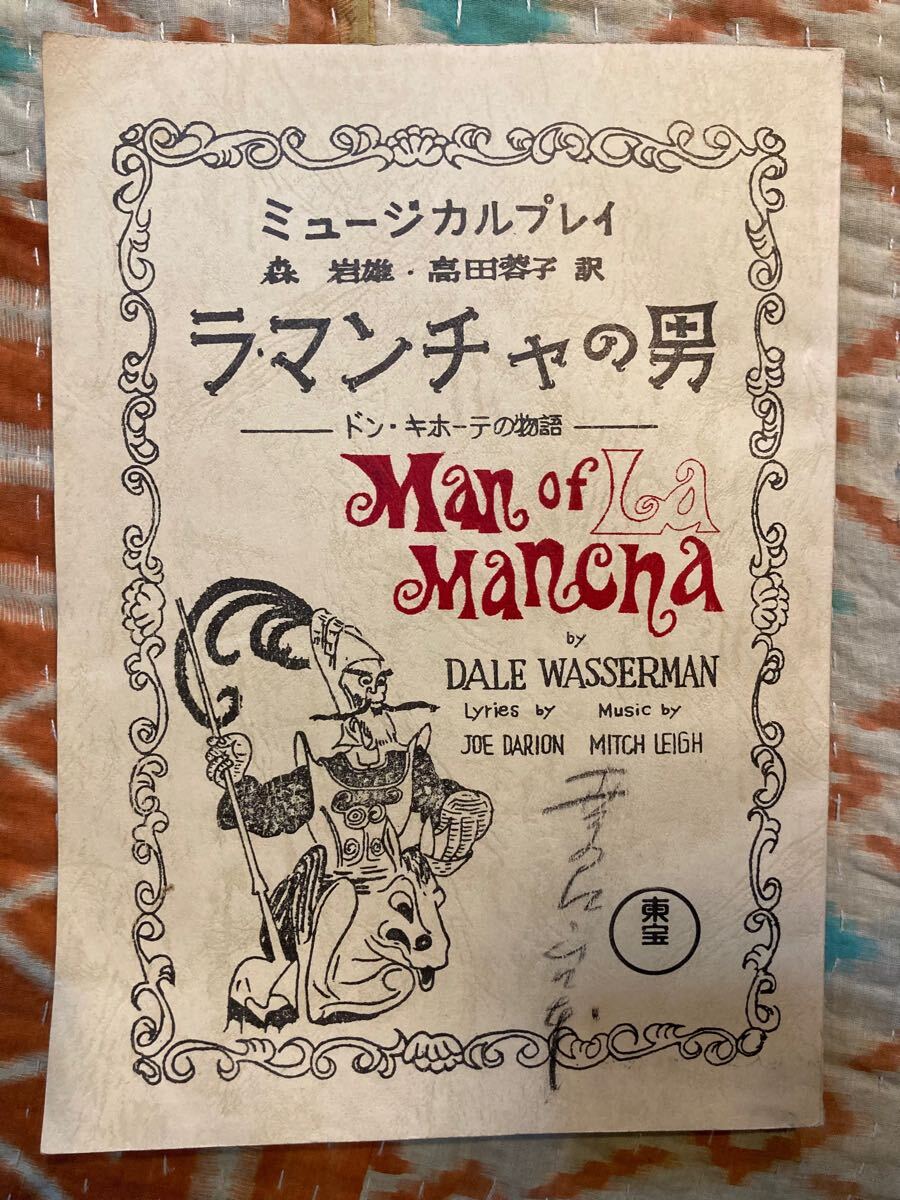 ミュージカルプレイ
森 岩雄・高田蓉子 訳
ラ・マンチャの男
ドン・キホーテの物語
Man of La
Mancha
by
DALE WASSERMAN
Lyries by Music by
JOE DARION MITCH LEIGH
東宝